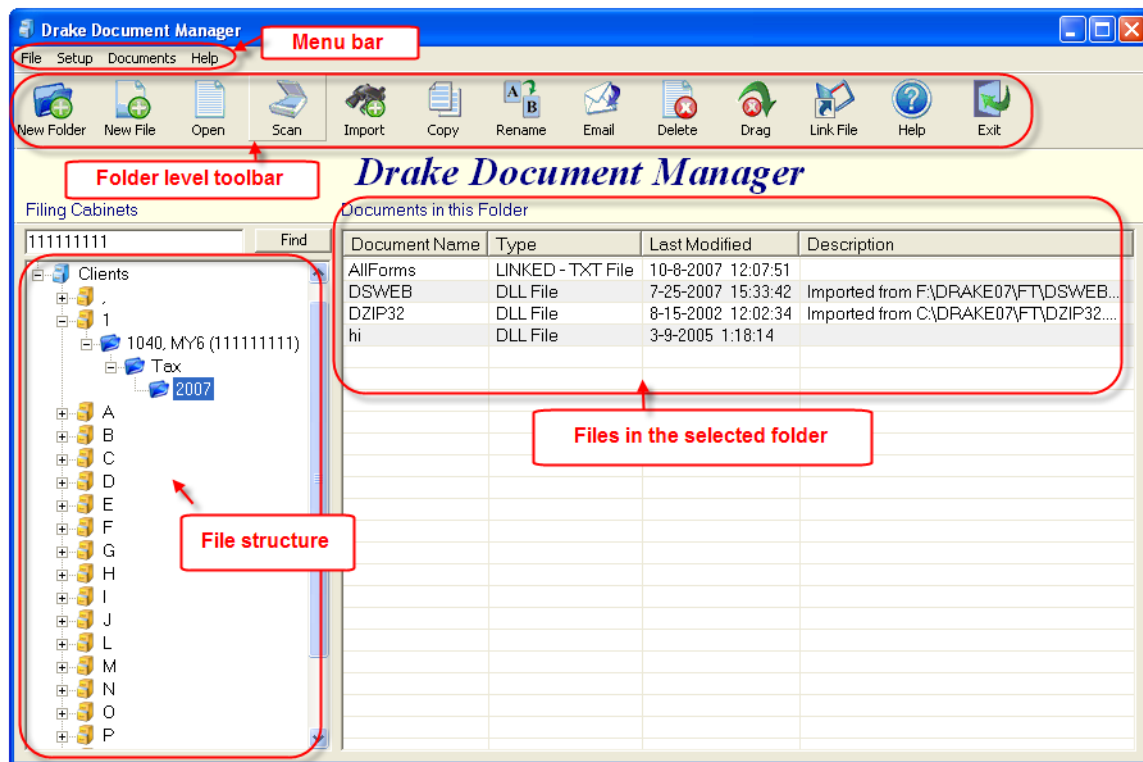 Drake Document Manager
Menu bar
File Setup Documents Help
New Folder New File Open Scan Import Copy Rename Email Delete Drag Link File Help Exit
Folder level toolbar
Drake Document Manager
Filing Cabinets
Documents in this Folder
111111111 Find
Document Name Type Last Modified Description
AllForms LINKED - TXT File 10-8-2007 12:07:51
DSWEB DLL File 7-25-2007 15:33:42 Imported from F:\DRAKE07\FT\DSWEB...
DZIP32 DLL File 8-15-2002 12:02:34 Imported from C:\DRAKE07\FT\DZIP32....
hi DLL File 3-9-2005 1:18:14
Files in the selected folder
Clients
,
1
1040, MY6 (111111111)
Tax
2007
A
B
C
D
E
F
G
H
I
J
L
M
N
O
P
File structure